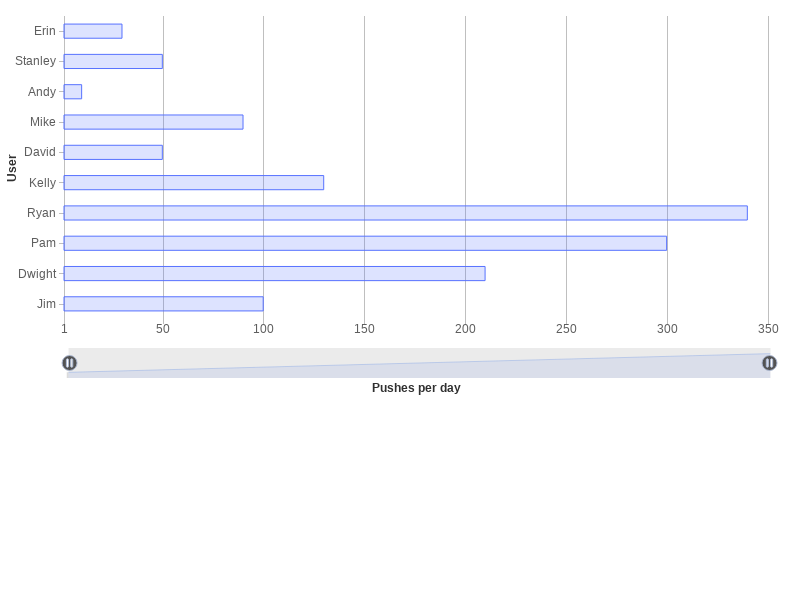 User
Erin
Stanley
Andy
Mike
David
Kelly
Ryan
Pam
Dwight
Jim
1 50 100 150 200 250 300 350
Pushes per day